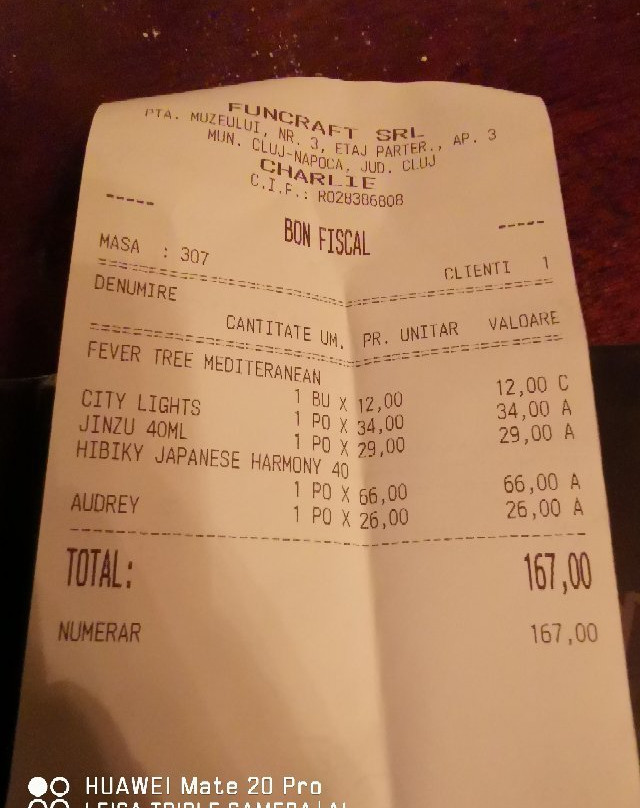 FUNCRAFT SRL
PTA. MUZEULUI, NR. 3, ETAJ PARTER., AP. 3
MUN. CLUJ-NAPOCA, JUD. CLUJ
CHARLIE
C.I.F.: RO28386808
-----
-----
BON FISCAL
MASA : 307
CLIENTI 1
DENUMIRE
CANTITATE UM. PR. UNITAR VALOARE
FEVER TREE MEDITERANEAN
1 BU X 12,00 12,00 C
CITY LIGHTS 1 PO X 34,00 34,00 A
JINZU 40ML 1 PO X 29,00 29,00 A
HIBIKY JAPANESE HARMONY 40
1 PO X 66,00 66,00 A
AUDREY 1 PO X 26,00 26,00 A
TOTAL: 167,00
NUMERAR 167,00
HUAWEI Mate 20 Pro
LEICA TRIPLE CAMERA | AI